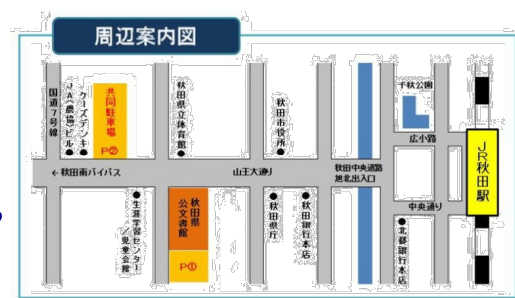 周辺案内図
国道7号線
JA(農協)ビル●
ケーズデンキ●
共同駐車場
P②
秋田県立体育館●
秋田市役所●
千秋公園
広小路
JR秋田駅
←秋田南バイパス
山王大通り
秋田中央道路
旭北出入口
中央通り
●生涯学習センター
/児童会館
秋田県
公文書館
P①
●秋田県庁
●秋田銀行本店
●北都銀行本店